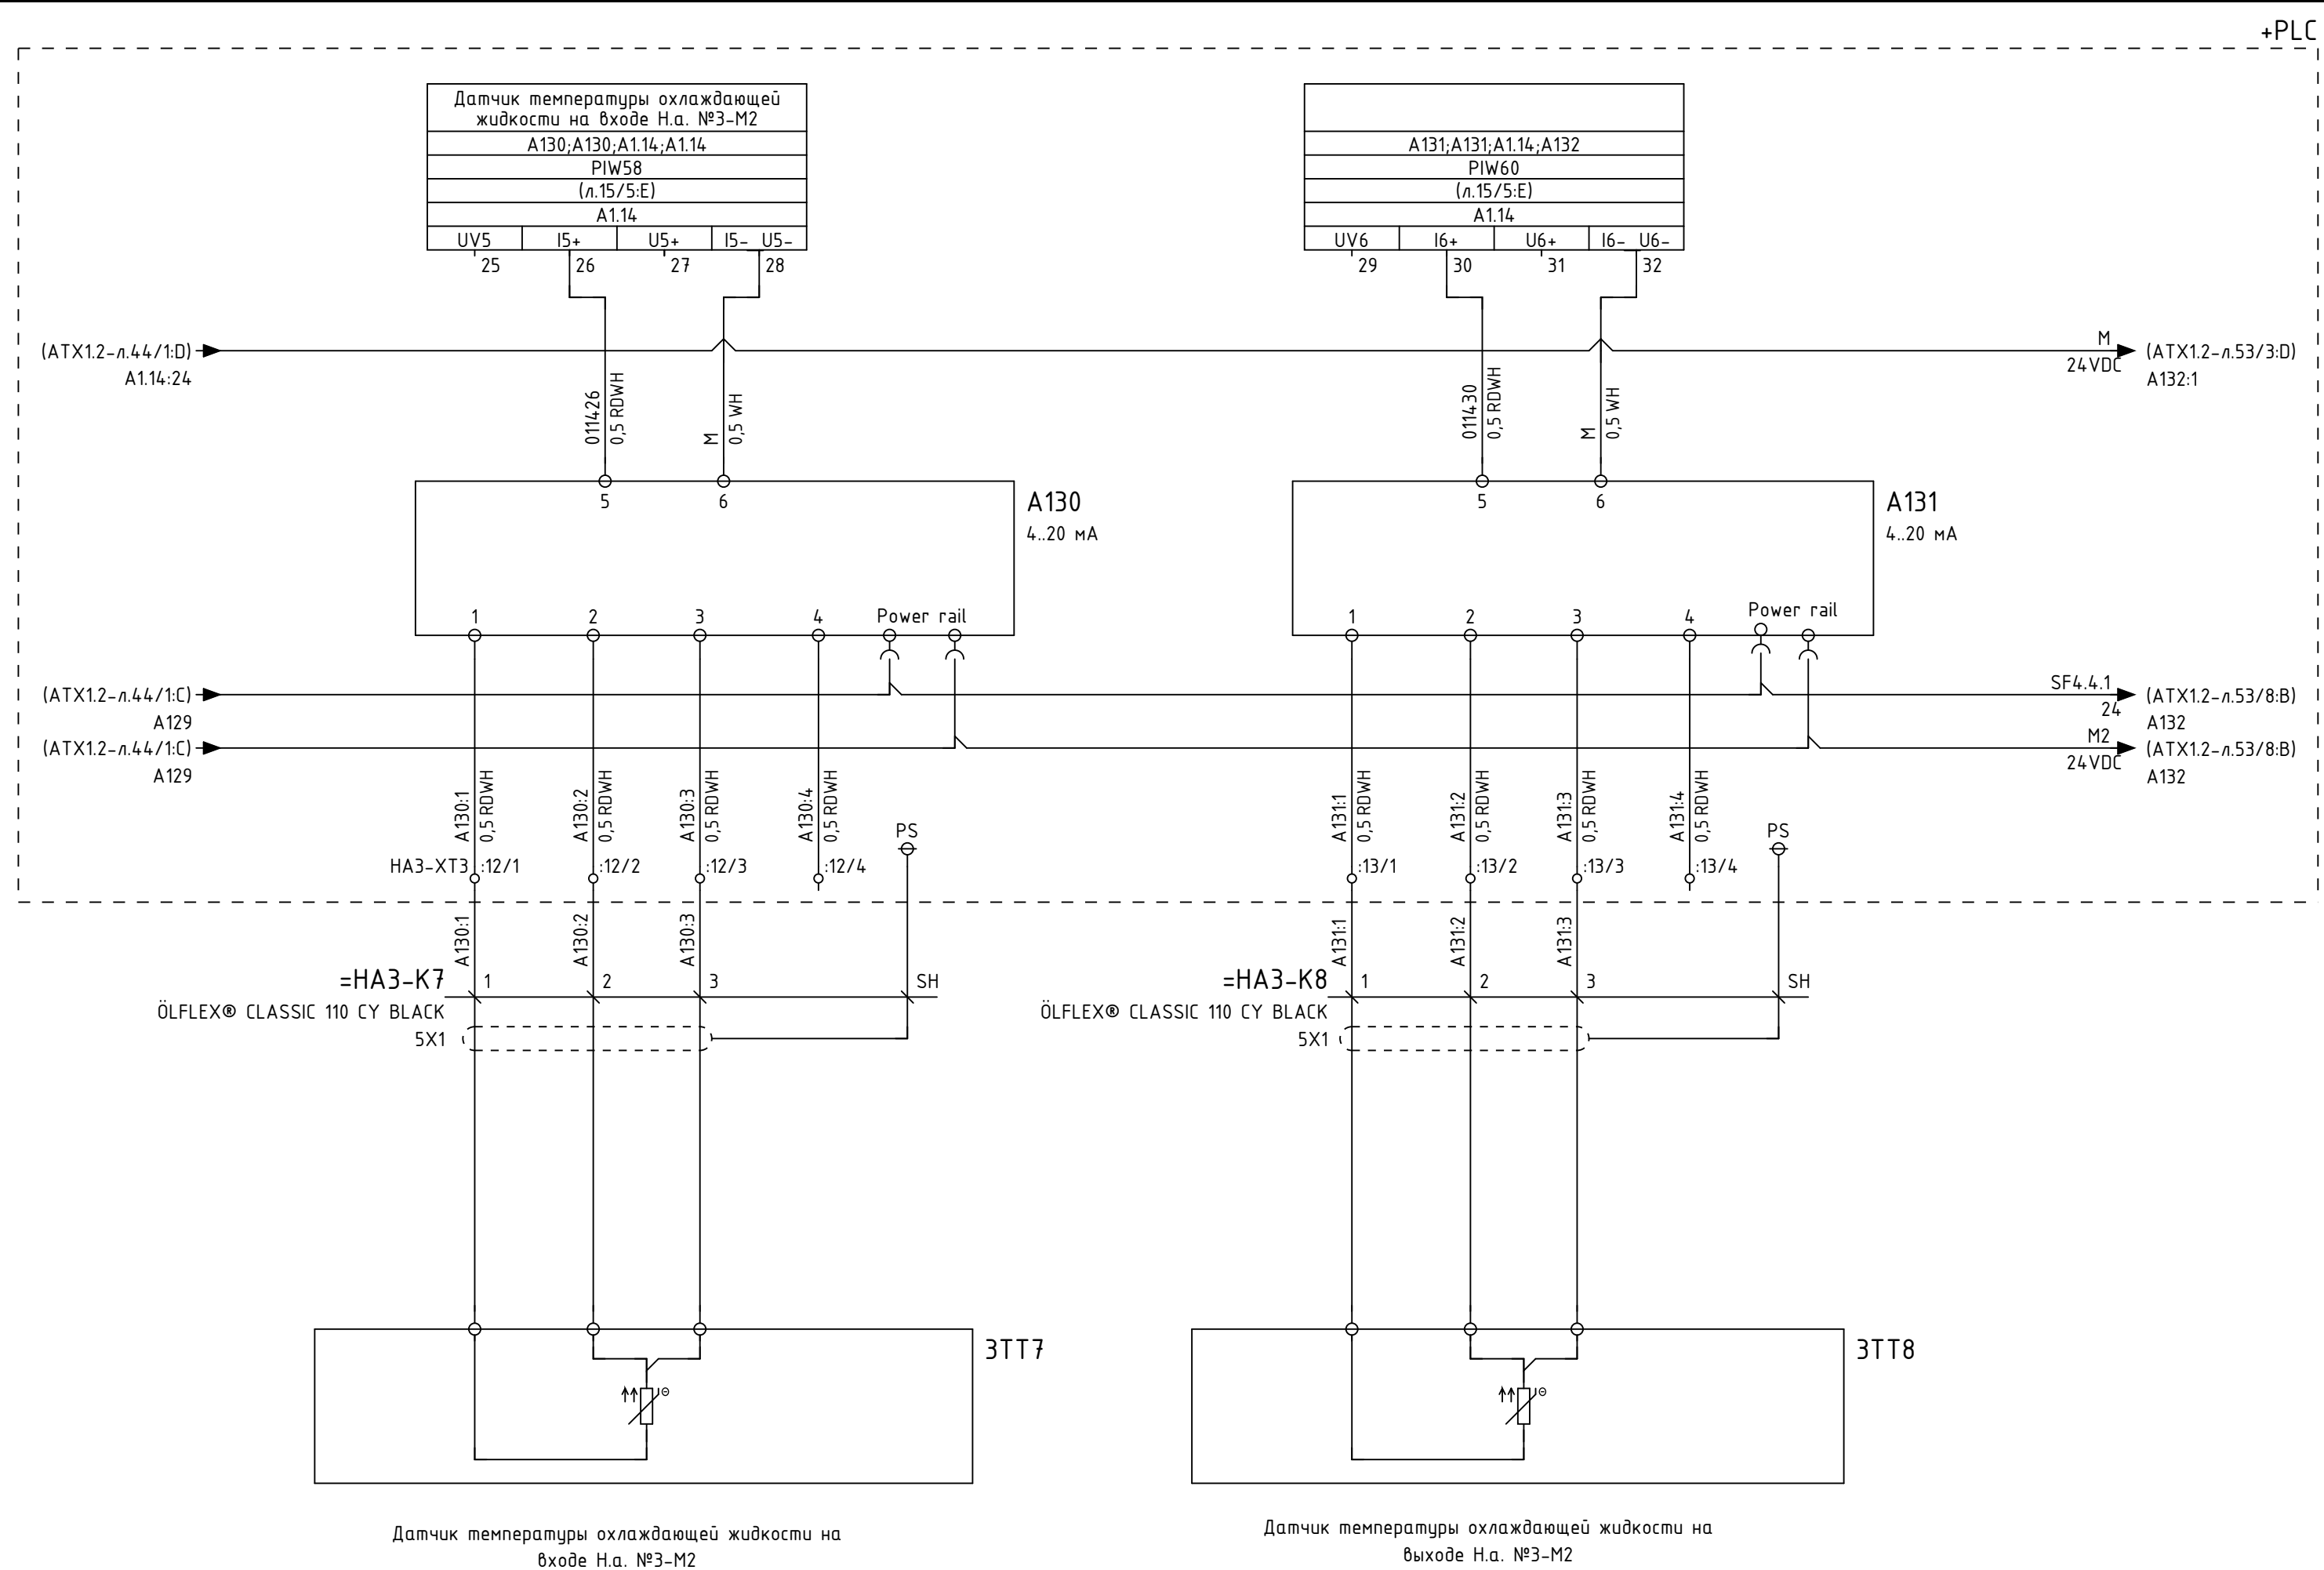 +PLC
Датчик температуры охлаждающей
жидкости на входе Н.а. №3-М2
A130;A130;A1.14;A1.14
PIW58
(л.15/5:E)
A1.14
UV5 I5+ U5+ I5- U5-
25 26 27 28
A131;A131;A1.14;A132
PIW60
(л.15/5:E)
A1.14
UV6 I6+ U6+ I6- U6-
29 30 31 32
(ATX1.2-л.44/1:D)
A1.14:24
M
24VDC
(ATX1.2-л.53/3:D)
A132:1
011426
0,5 RDWH
M
0,5 WH
011430
0,5 RDWH
M
0,5 WH
5 6
A130
4..20 мА
1 2 3 4 Power rail
5 6
A131
4..20 мА
1 2 3 4 Power rail
(ATX1.2-л.44/1:C)
A129
(ATX1.2-л.44/1:C)
A129
SF4.4.1
24
(ATX1.2-л.53/8:B)
A132
M2
24VDC
(ATX1.2-л.53/8:B)
A132
A130:1
0,5 RDWH
A130:2
0,5 RDWH
A130:3
0,5 RDWH
A130:4
0,5 RDWH
PS
A131:1
0,5 RDWH
A131:2
0,5 RDWH
A131:3
0,5 RDWH
A131:4
0,5 RDWH
PS
HA3-XT3 :12/1 :12/2 :12/3 :12/4
:13/1 :13/2 :13/3 :13/4
A130:1
A130:2
A130:3
A131:1
A131:2
A131:3
=HA3-K7 1 2 3 SH
ÖLFLEX® CLASSIC 110 CY BLACK
5X1
=HA3-K8 1 2 3 SH
ÖLFLEX® CLASSIC 110 CY BLACK
5X1
3TT7
3TT8
Датчик температуры охлаждающей жидкости на
входе Н.а. №3-М2
Датчик температуры охлаждающей жидкости на
выходе Н.а. №3-М2